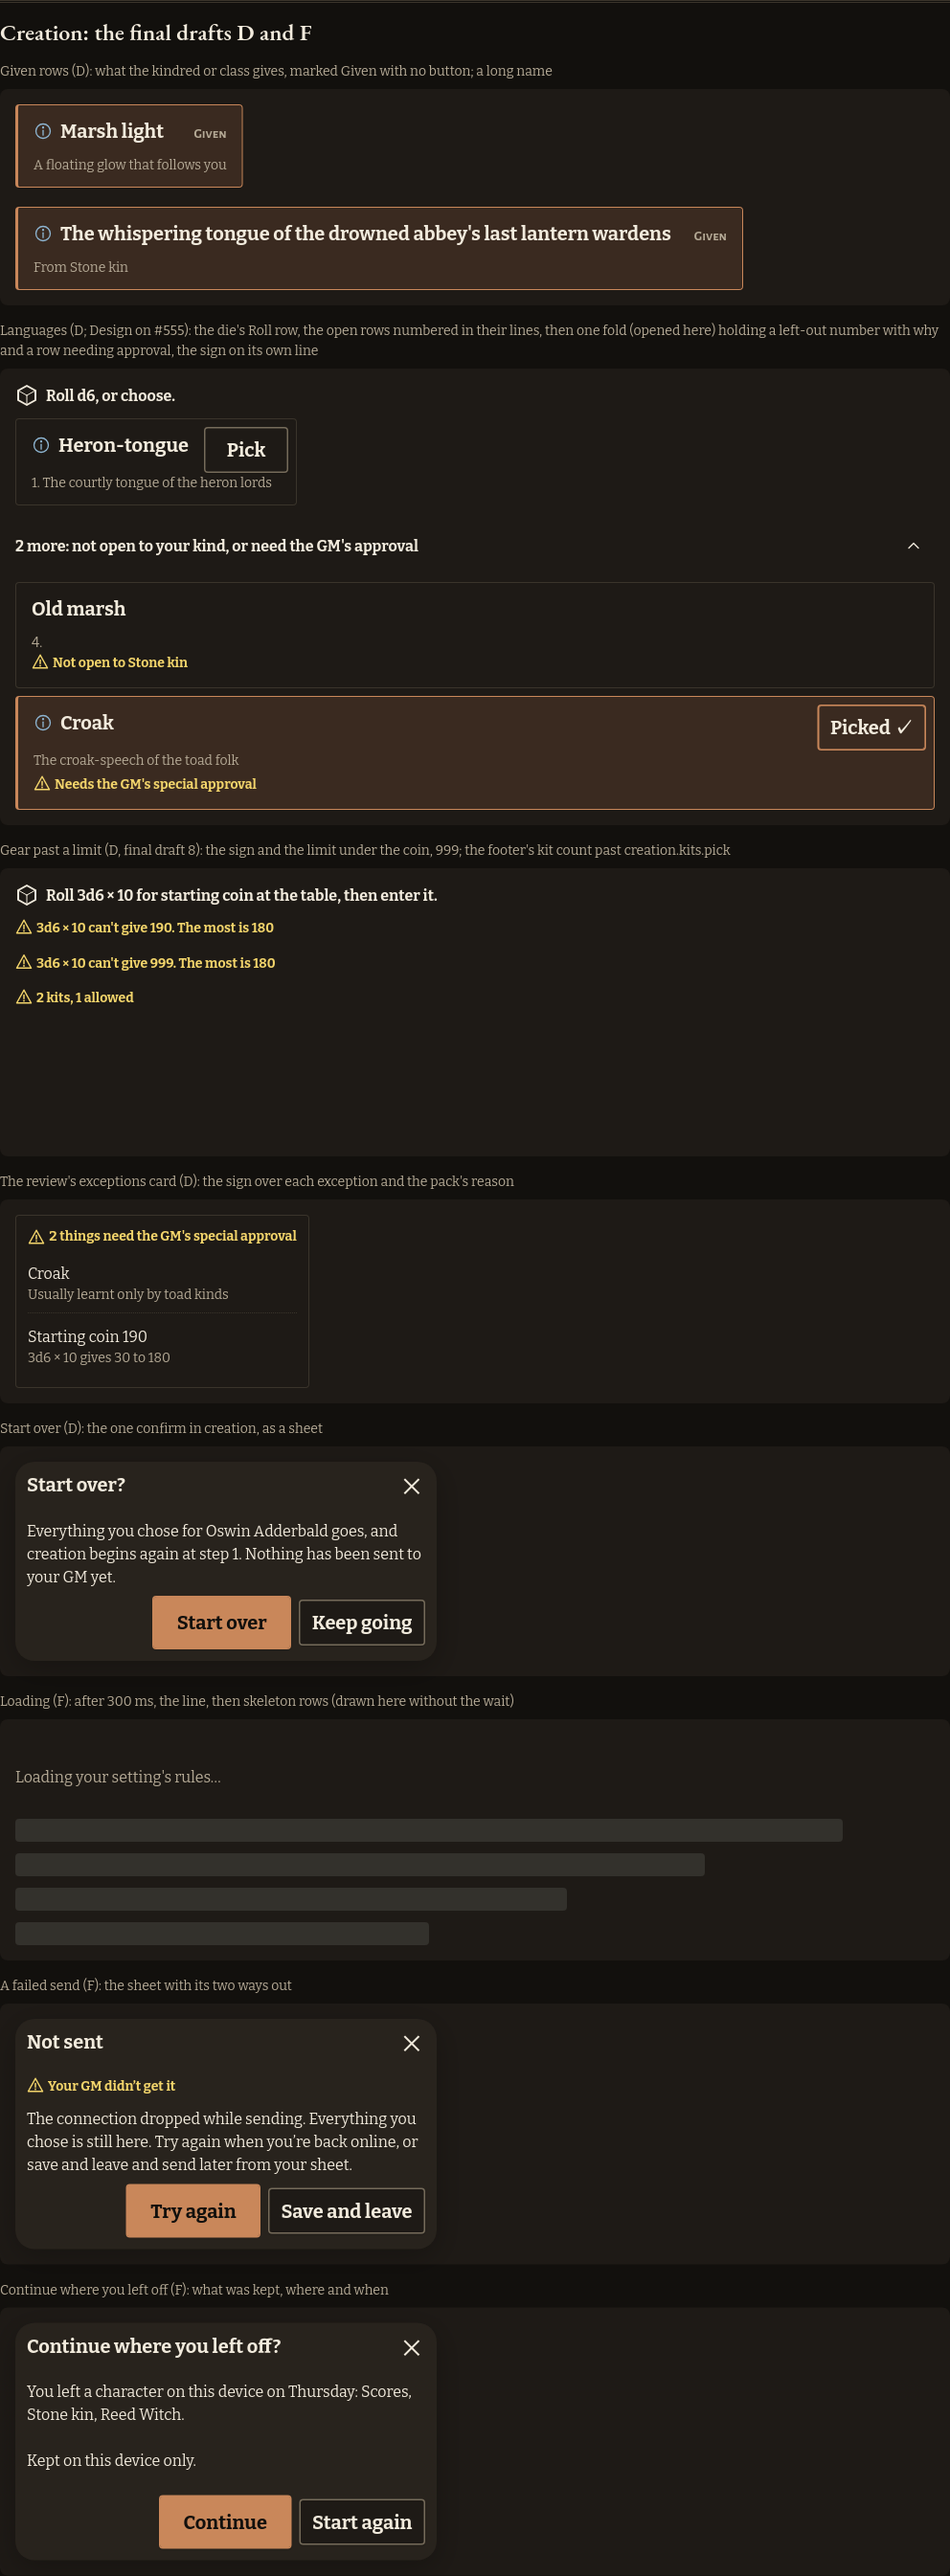 Creation: the final drafts D and F
Given rows (D): what the kindred or class gives, marked Given with no button; a long name
Marsh light Given
A floating glow that follows you
The whispering tongue of the drowned abbey's last lantern wardens Given
From Stone kin
Languages (D; Design on #555): the die's Roll row, the open rows numbered in their lines, then one fold (opened here) holding a left-out number with why
and a row needing approval, the sign on its own line
Roll d6, or choose.
Heron-tongue Pick
1. The courtly tongue of the heron lords
2 more: not open to your kind, or need the GM's approval
Old marsh
4.
Not open to Stone kin
Croak Picked ✓
The croak-speech of the toad folk
Needs the GM's special approval
Gear past a limit (D, final draft 8): the sign and the limit under the coin, 999; the footer's kit count past creation.kits.pick
Roll 3d6 × 10 for starting coin at the table, then enter it.
3d6 × 10 can't give 190. The most is 180
3d6 × 10 can't give 999. The most is 180
2 kits, 1 allowed
The review's exceptions card (D): the sign over each exception and the pack's reason
2 things need the GM's special approval
Croak
Usually learnt only by toad kinds
Starting coin 190
3d6 × 10 gives 30 to 180
Start over (D): the one confirm in creation, as a sheet
Start over?
Everything you chose for Oswin Adderbald goes, and
creation begins again at step 1. Nothing has been sent to
your GM yet.
Start over Keep going
Loading (F): after 300 ms, the line, then skeleton rows (drawn here without the wait)
Loading your setting's rules…
A failed send (F): the sheet with its two ways out
Not sent
Your GM didn't get it
The connection dropped while sending. Everything you
chose is still here. Try again when you're back online, or
save and leave and send later from your sheet.
Try again Save and leave
Continue where you left off (F): what was kept, where and when
Continue where you left off?
You left a character on this device on Thursday: Scores,
Stone kin, Reed Witch.
Kept on this device only.
Continue Start again